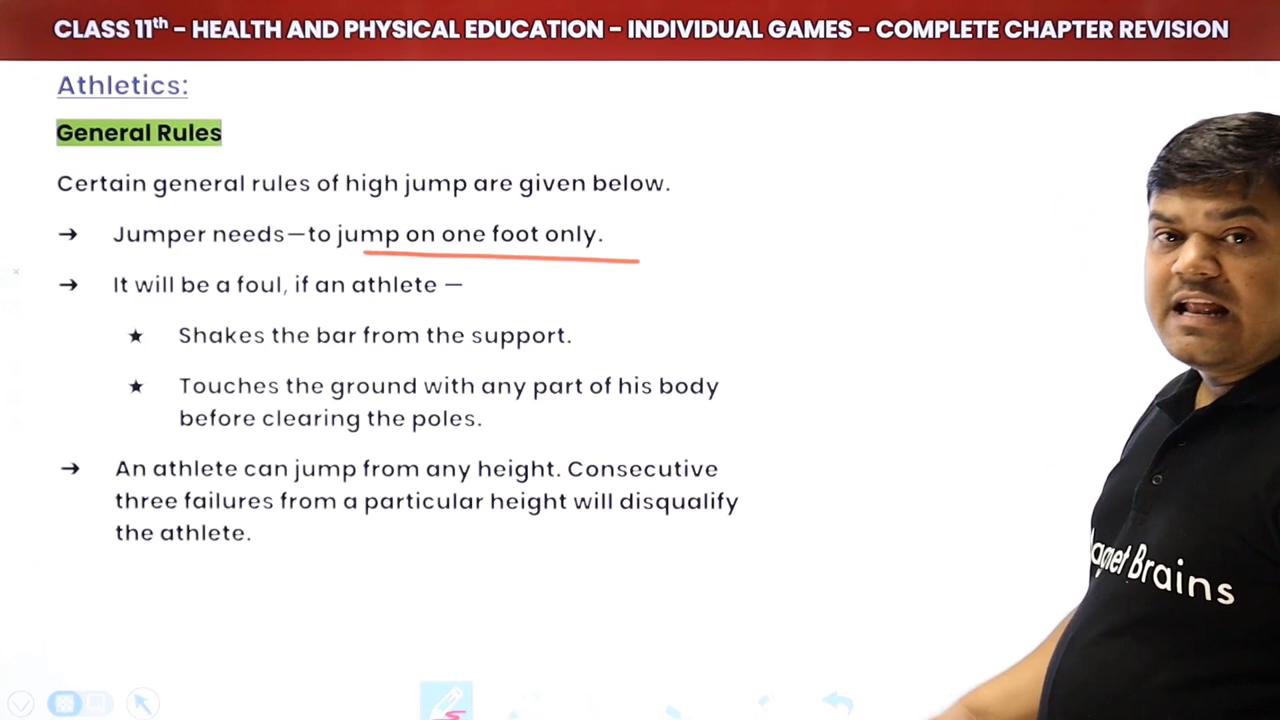 CLASS 11th – HEALTH AND PHYSICAL EDUCATION – INDIVIDUAL GAMES – COMPLETE CHAPTER REVISION
Athletics:
General Rules
Certain general rules of high jump are given below.
→ Jumper needs—to jump on one foot only.
→ It will be a foul, if an athlete —
★ Shakes the bar from the support.
★ Touches the ground with any part of his body
before clearing the poles.
→ An athlete can jump from any height. Consecutive
three failures from a particular height will disqualify
the athlete.
Magnet Brains